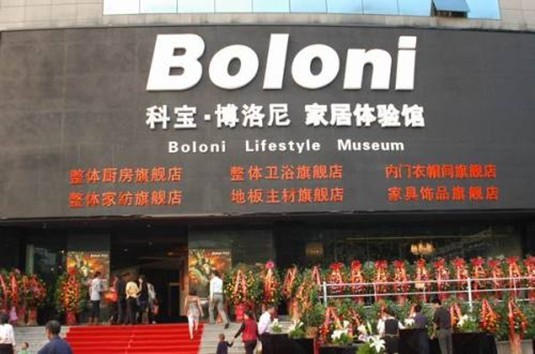 Boloni
科宝·博洛尼 家居体验馆
Boloni Lifestyle Museum
整体厨房旗舰店 整体卫浴旗舰店 内门衣帽间旗舰店
整体家纺旗舰店 地板主材旗舰店 家具饰品旗舰店